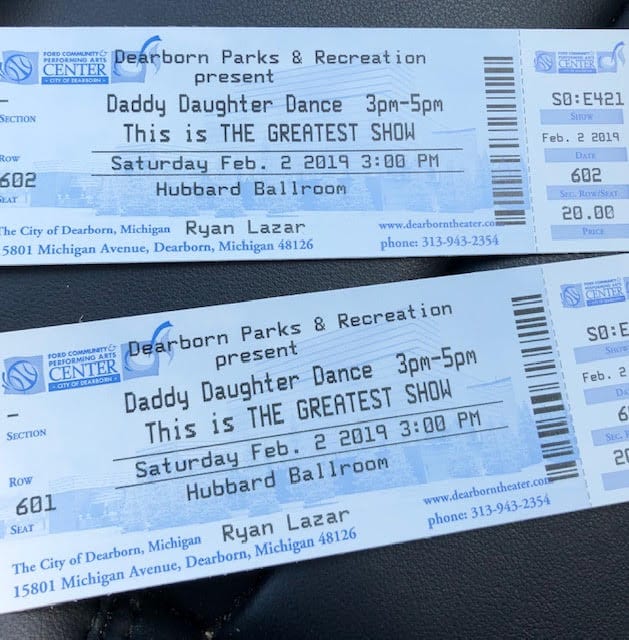 FORD COMMUNITY &
PERFORMING ARTS
CENTER
• CITY OF DEARBORN •
Dearborn Parks & Recreation
present
Daddy Daughter Dance 3pm-5pm
This is THE GREATEST SHOW
Saturday Feb. 2 2019 3:00 PM
Hubbard Ballroom
Ryan Lazar
SECTION
ROW
602
SEAT
The City of Dearborn, Michigan
15801 Michigan Avenue, Dearborn, Michigan 48126
www.dearborntheater.com
phone: 313-943-2354
CENTER
S0:E421
SHOW
Feb. 2 2019
DATE
602
SEC. ROW/SEAT
20.00
PRICE
FORD COMMUNITY &
PERFORMING ARTS
CENTER
• CITY OF DEARBORN •
Dearborn Parks & Recreation
present
Daddy Daughter Dance 3pm-5pm
This is THE GREATEST SHOW
Saturday Feb. 2 2019 3:00 PM
Hubbard Ballroom
Ryan Lazar
SECTION
ROW
601
SEAT
The City of Dearborn, Michigan
15801 Michigan Avenue, Dearborn, Michigan 48126
www.dearborntheater.com
phone: 313-943-2354
S0:E
Feb. 2
SEC. R